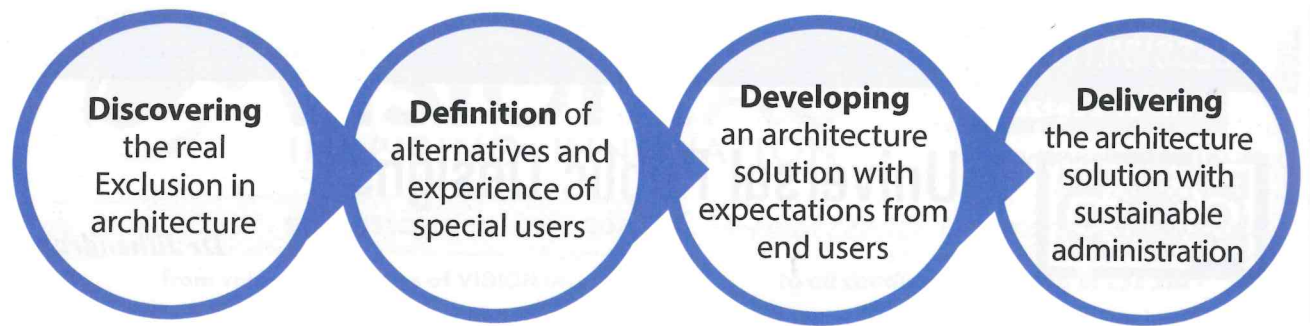 Discovering
the real
Exclusion in
architecture
Definition of
alternatives and
experience of
special users
Developing
an architecture
solution with
expectations from
end users
Delivering
the architecture
solution with
sustainable
administration